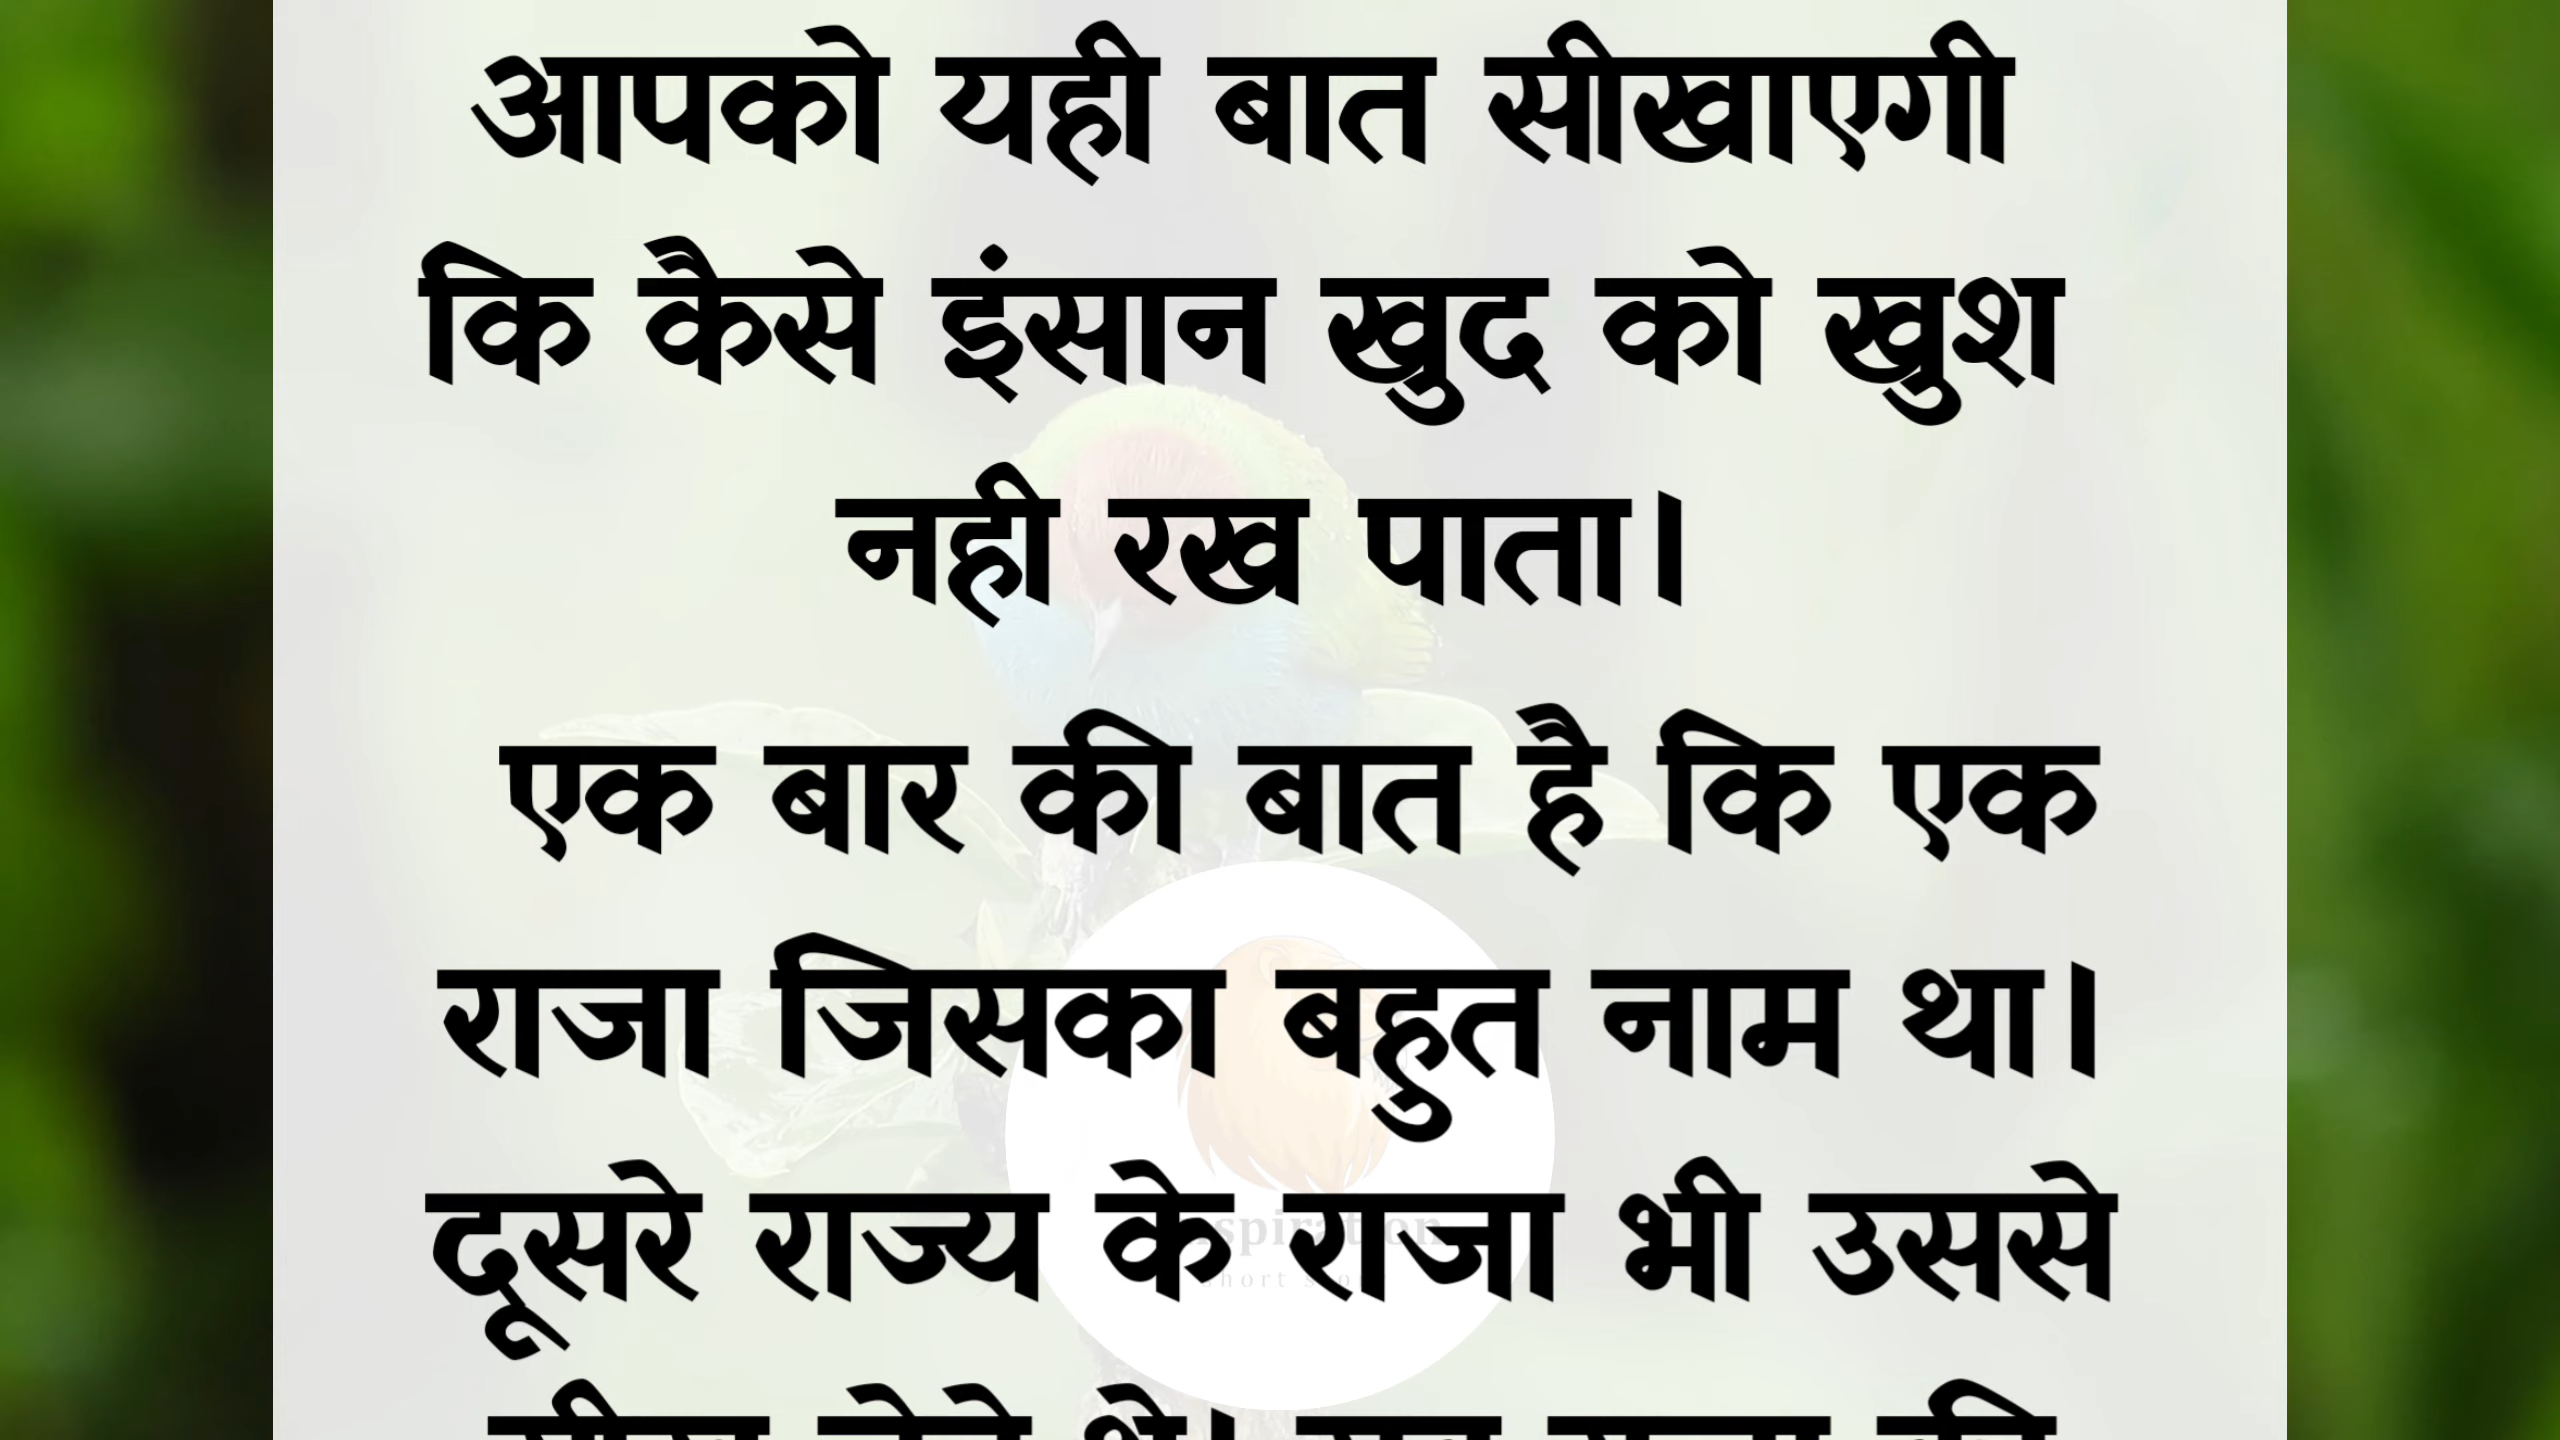 आपको यही बात सीखाएगी
कि कैसे इंसान खुद को खुश
नही रख पाता।
एक बार की बात है कि एक
राजा जिसका बहुत नाम था।
दूसरे राज्य के राजा भी उससे